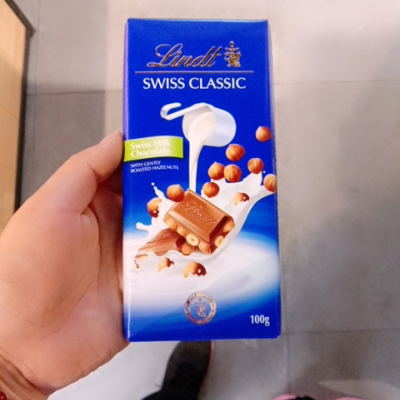 Lindt
SWISS CLASSIC
Swiss Milk
Chocolate
WITH GENTLY
ROASTED HAZELNUTS
Lindt
100g